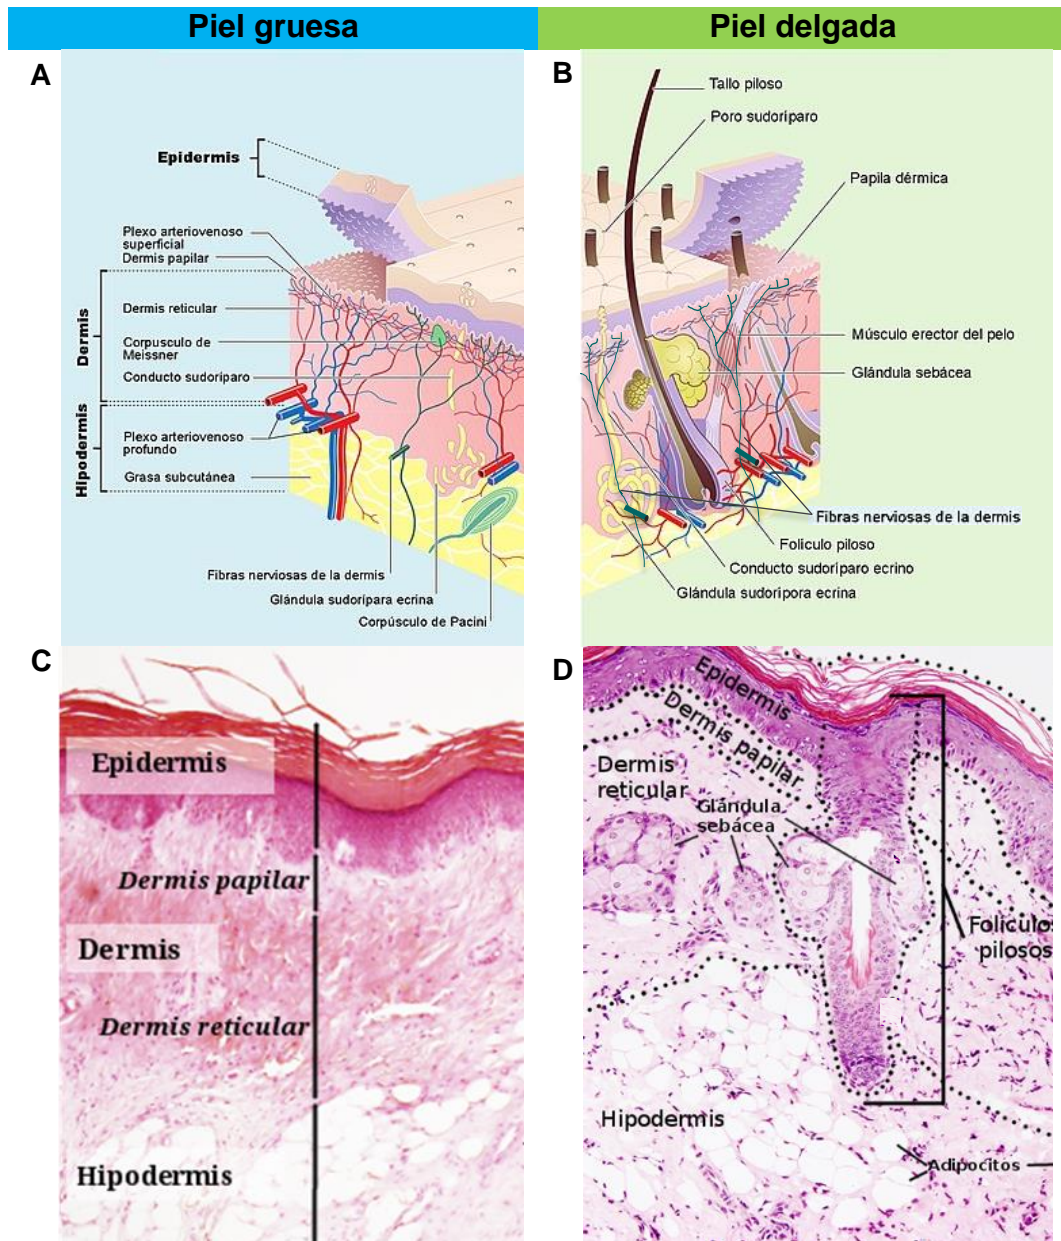 Piel gruesa
Piel delgada
A
Epidermis
Plexo arteriovenoso
superficial
Dermis papilar
Dermis
Dermis reticular
Corpusculo de
Meissner
Conducto sudoríparo
Hipodermis
Plexo arteriovenoso
profundo
Grasa subcutánea
Fibras nerviosas de la dermis
Glándula sudorípara ecrina
Corpúsculo de Pacini
B
Tallo piloso
Poro sudoríparo
Papila dérmica
Músculo erector del pelo
Glándula sebácea
Fibras nerviosas de la dermis
Foliculo piloso
Conducto sudoríparo ecrino
Glándula sudorípora ecrina
C
Epidermis
Dermis papilar
Dermis
Dermis reticular
Hipodermis
D
Epidermis
Dermis papilar
Dermis
reticular
Glándula
sebácea
Folículos
pilosos
Hipodermis
Adipocitos